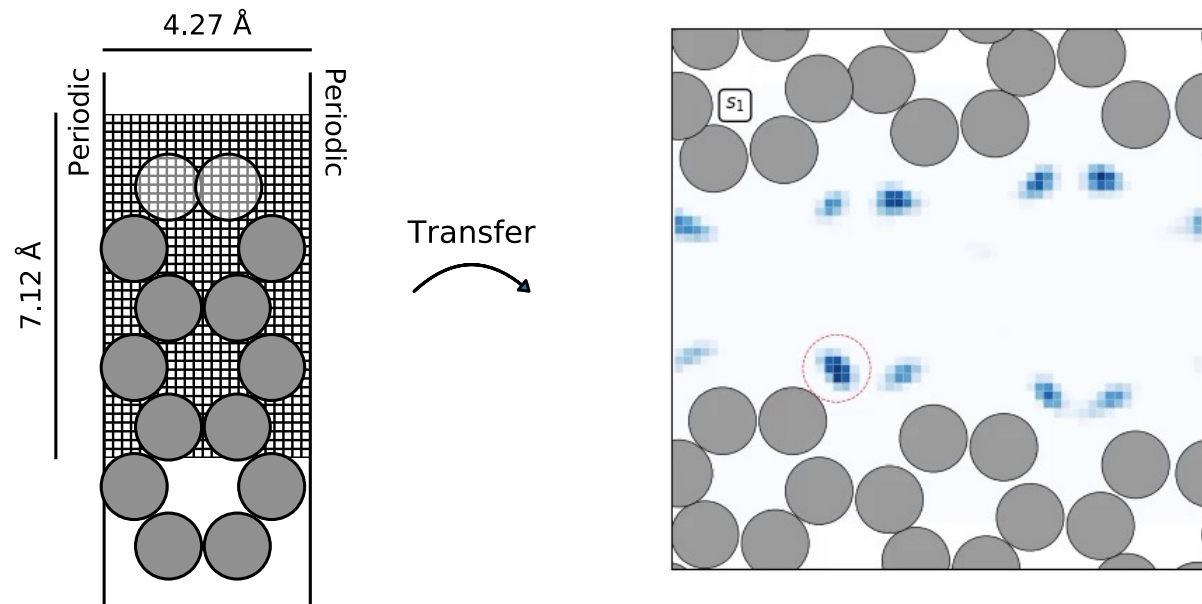 4.27 Å
Periodic
Periodic
7.12 Å
Transfer
s1